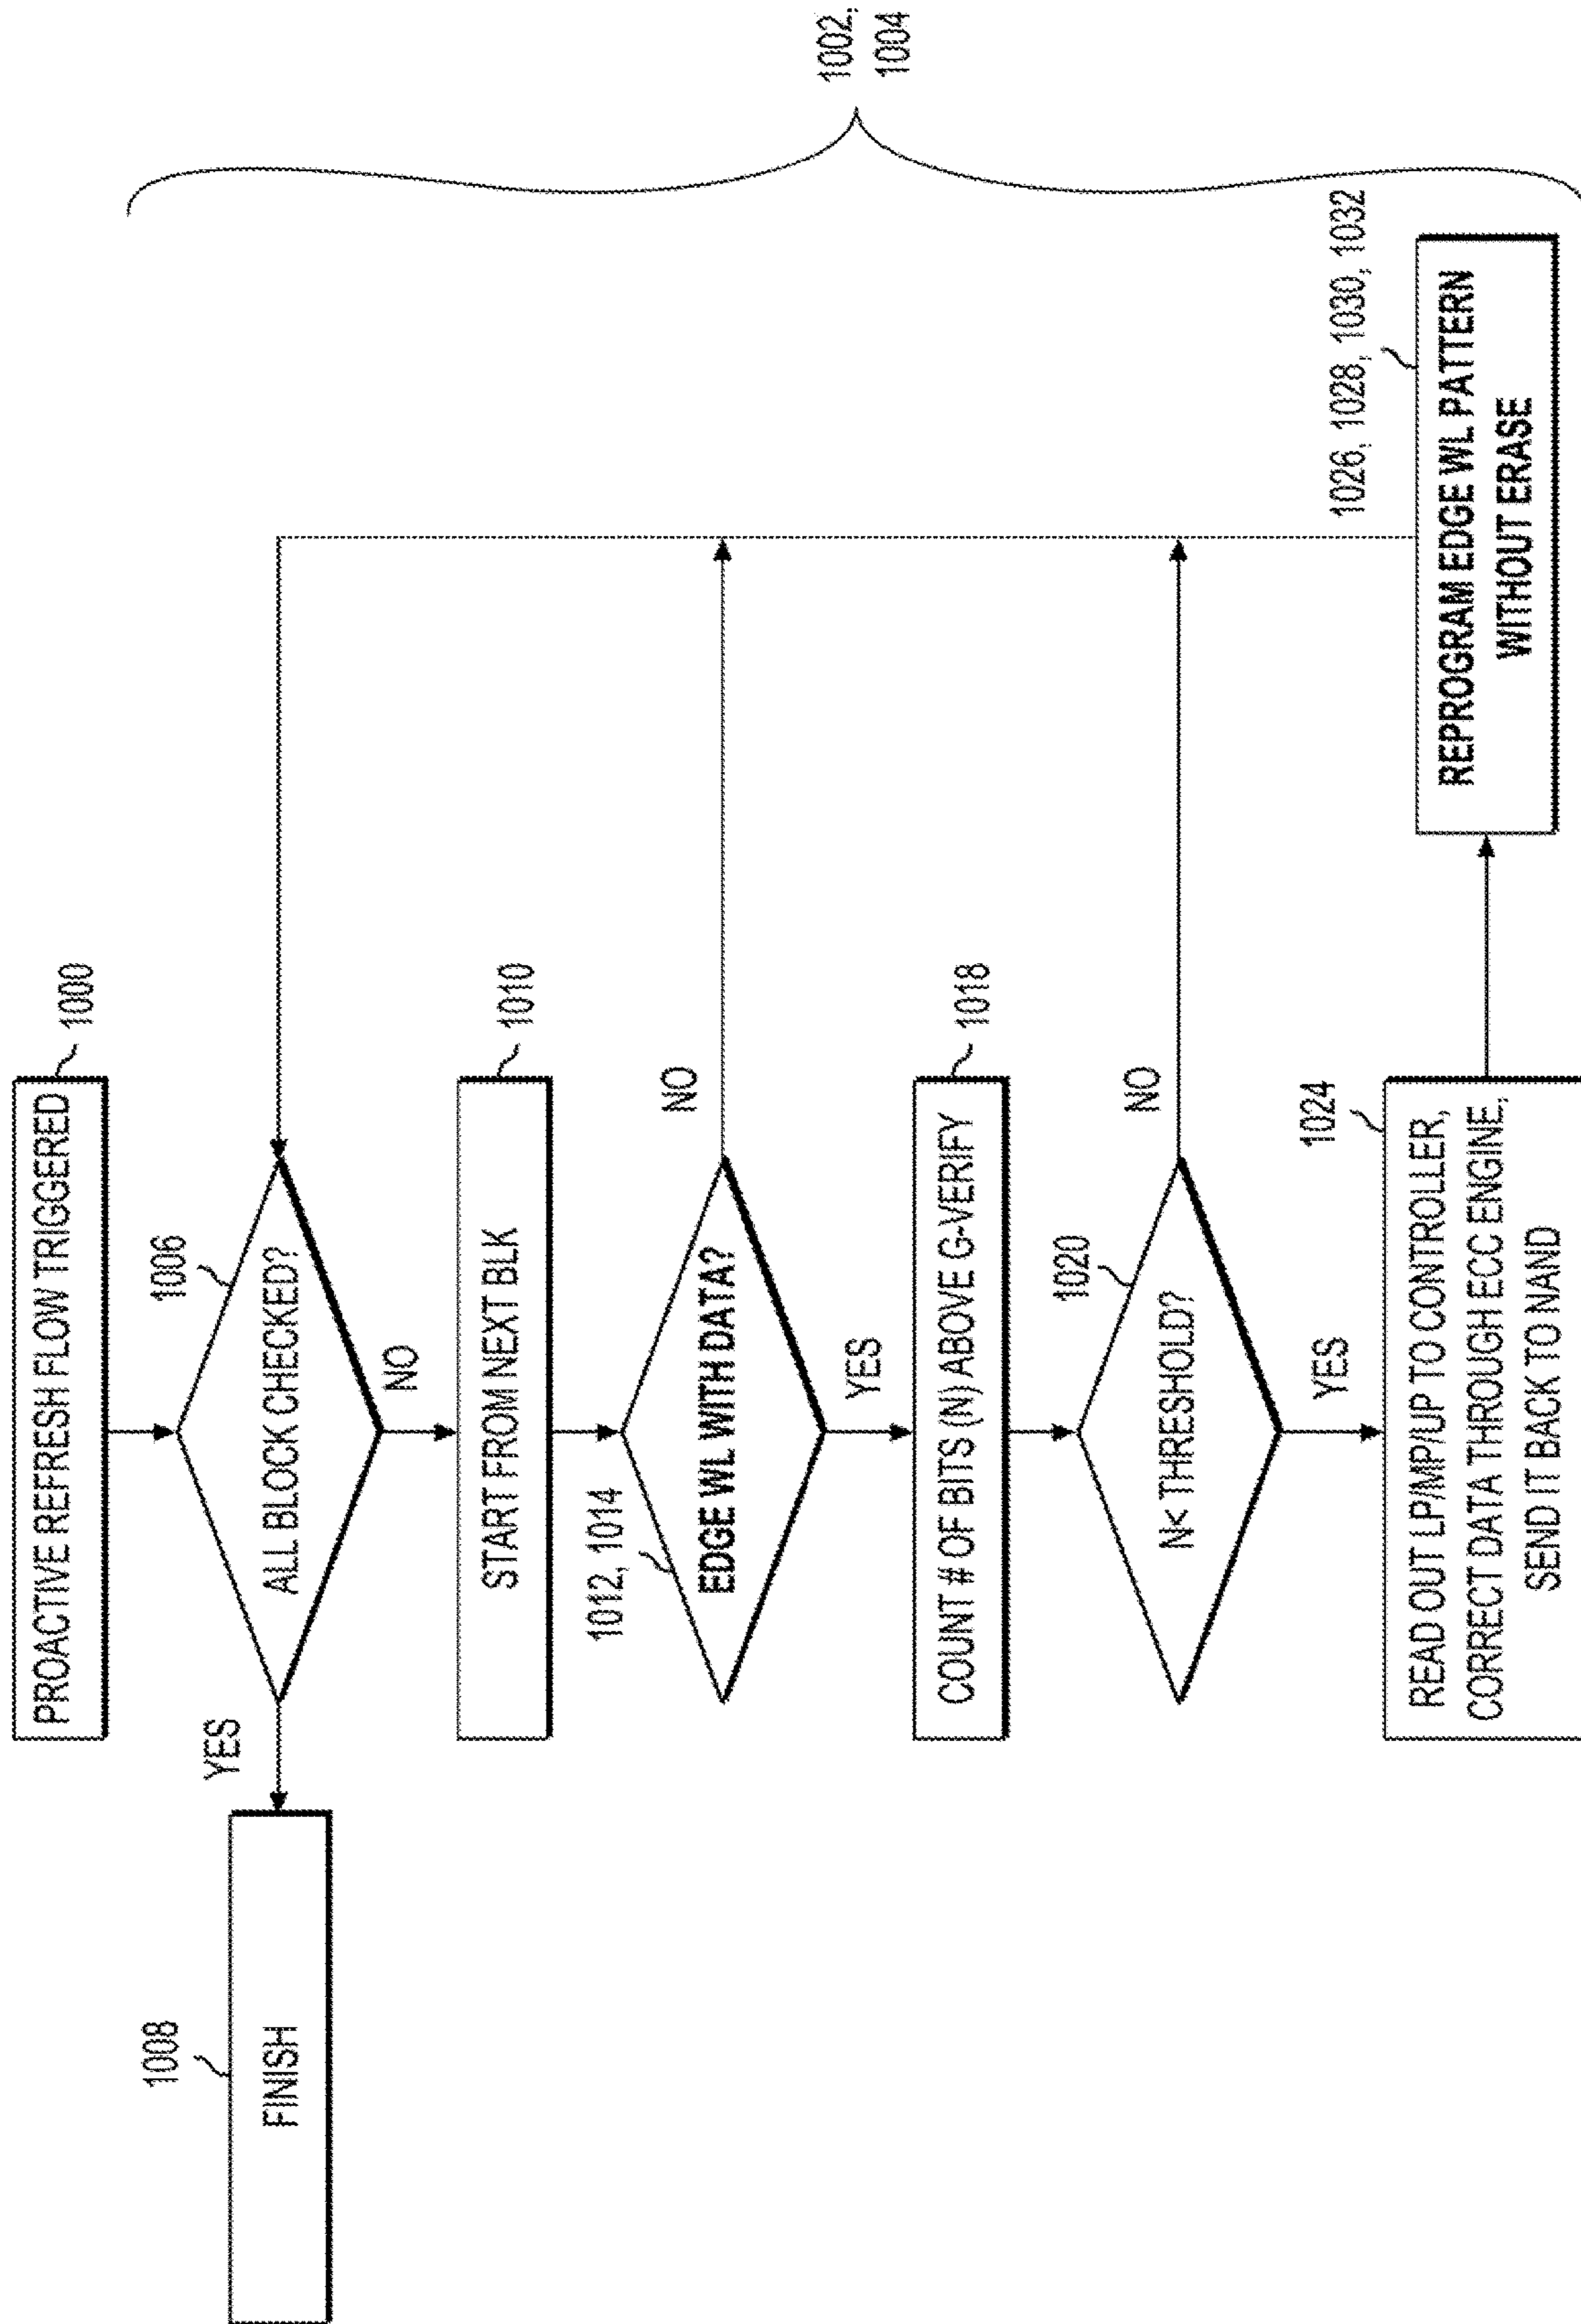 PROACTIVE REFRESH FLOW TRIGGERED
1000
1002,
1004
1006
ALL BLOCK CHECKED?
YES
NO
1008
FINISH
1010
START FROM NEXT BLK
1012, 1014
EDGE WL WITH DATA?
NO
YES
1018
COUNT # OF BITS (N) ABOVE G-VERIFY
1020
N< THRESHOLD?
NO
YES
1024
READ OUT LP/MP/UP TO CONTROLLER,
CORRECT DATA THROUGH ECC ENGINE,
SEND IT BACK TO NAND
1026, 1028, 1030, 1032
REPROGRAM EDGE WL PATTERN
WITHOUT ERASE